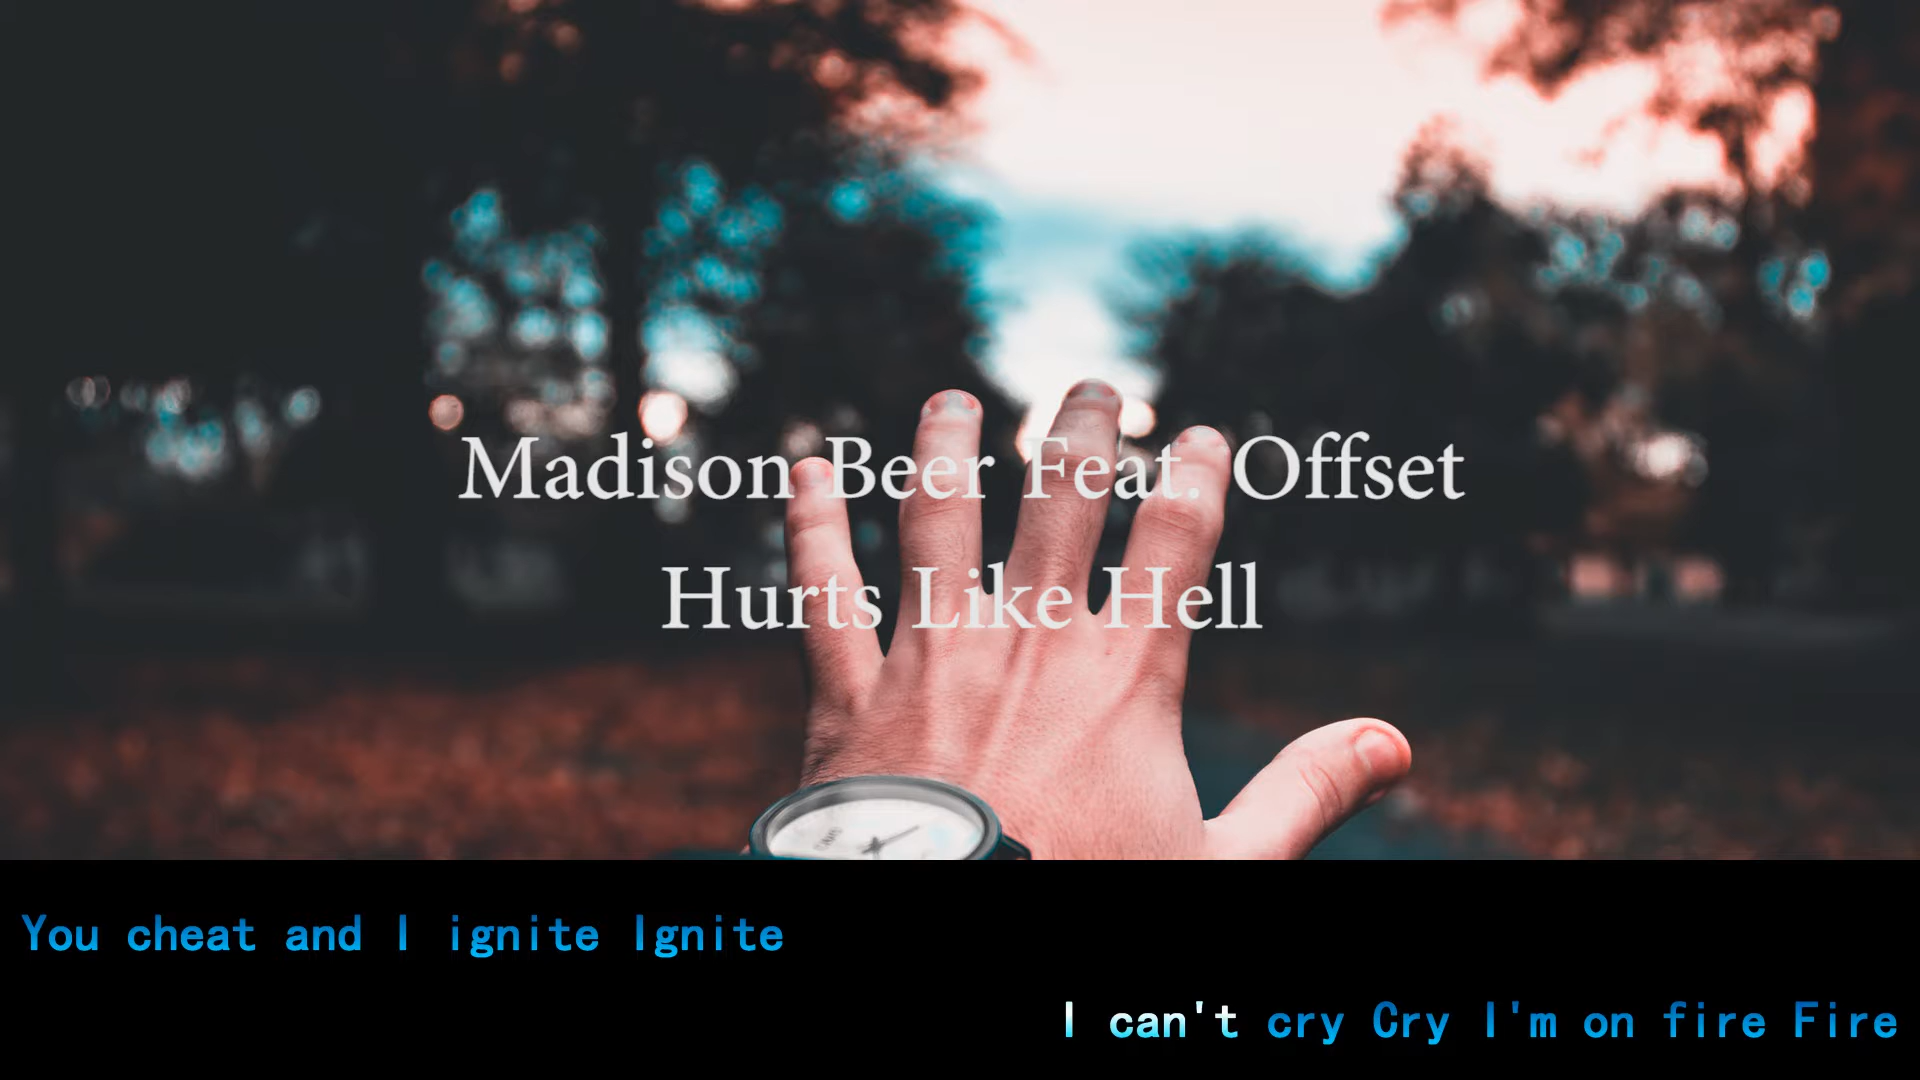 Madison Beer Feat. Offset
Hurts Like Hell
You cheat and I ignite Ignite
I can't cry Cry I'm on fire Fire